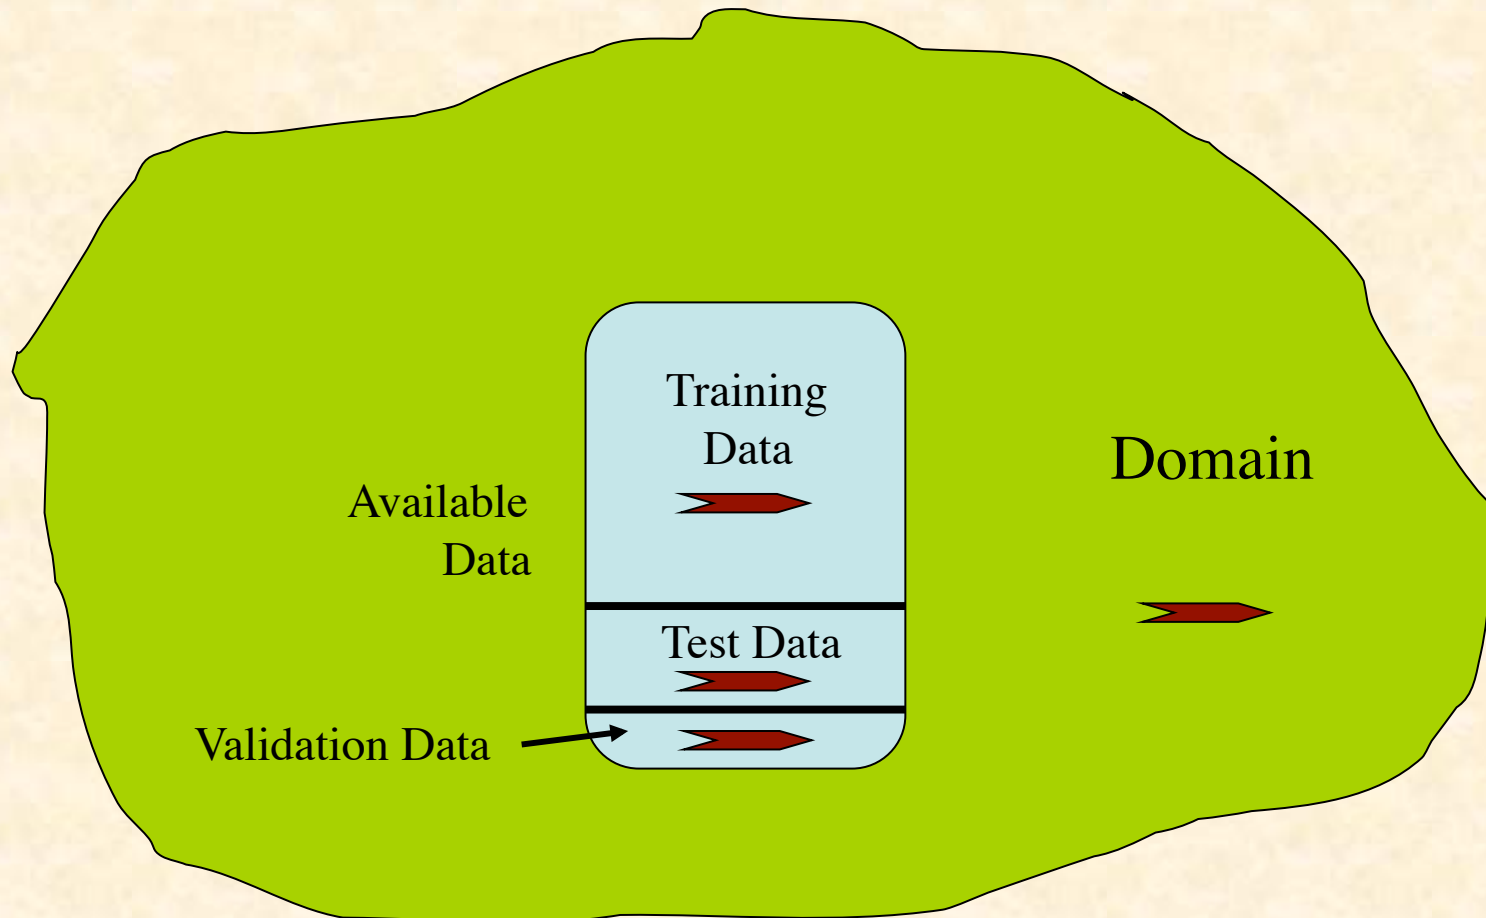 Training
Data
Domain
Available
Data
Test Data
Validation Data